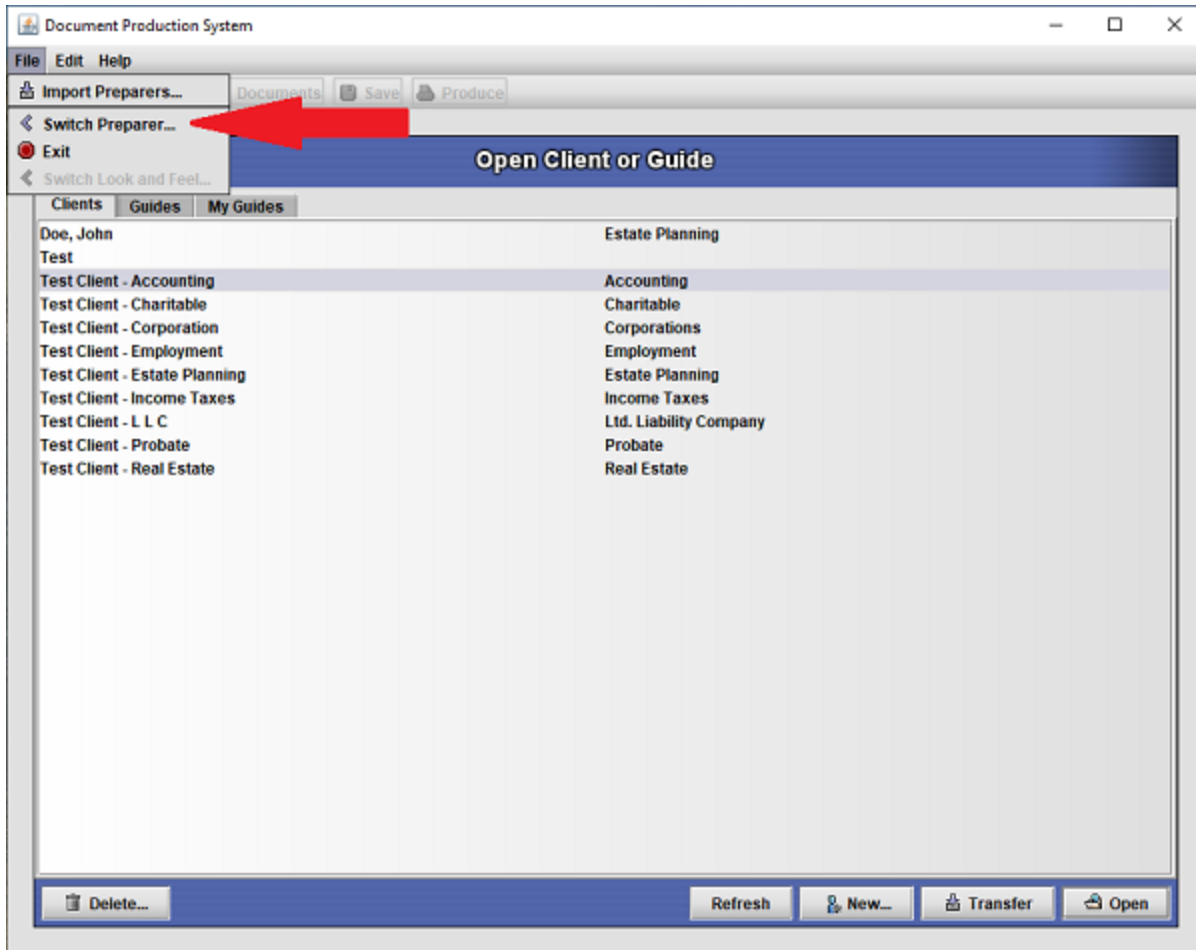 Document Production System
File Edit Help
Import Preparers...
Documents Save Produce
Switch Preparer...
Exit
Switch Look and Feel...
Open Client or Guide
Clients Guides My Guides
Doe, John Estate Planning
Test
Test Client - Accounting Accounting
Test Client - Charitable Charitable
Test Client - Corporation Corporations
Test Client - Employment Employment
Test Client - Estate Planning Estate Planning
Test Client - Income Taxes Income Taxes
Test Client - L L C Ltd. Liability Company
Test Client - Probate Probate
Test Client - Real Estate Real Estate
Delete... Refresh New... Transfer Open